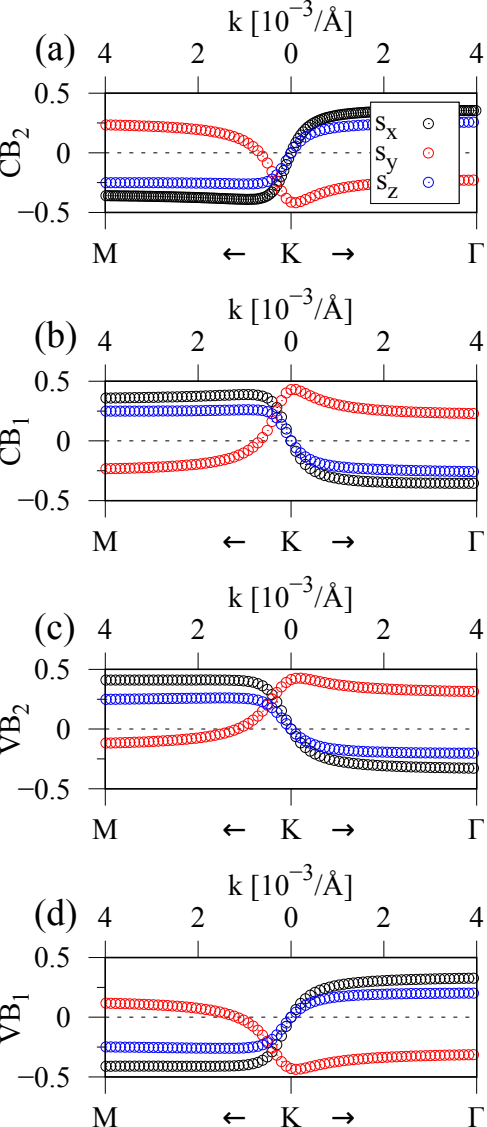 k [10⁻³/Å]
(a)
4 2 0 2 4
0.5
0
−0.5
CB₂
sₓ
s_y
s_z
M ← K → Γ
k [10⁻³/Å]
(b)
4 2 0 2 4
0.5
0
−0.5
CB₁
M ← K → Γ
k [10⁻³/Å]
(c)
4 2 0 2 4
0.5
0
−0.5
VB₂
M ← K → Γ
k [10⁻³/Å]
(d)
4 2 0 2 4
0.5
0
−0.5
VB₁
M ← K → Γ